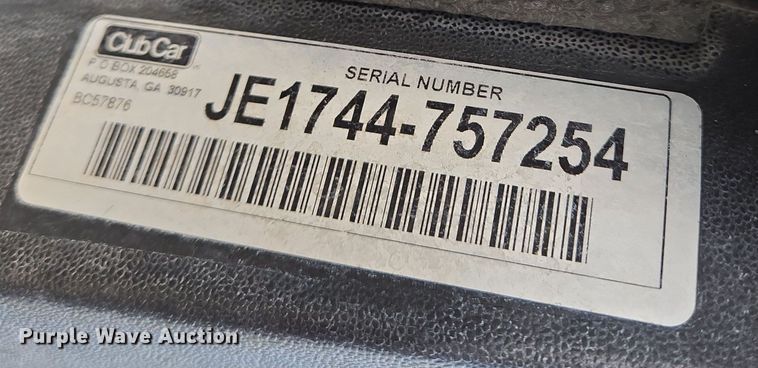 ClubCar
P.O BOX 204658
AUGUSTA, GA 30917
BC57876
SERIAL NUMBER
JE1744-757254
Purple Wave Auction